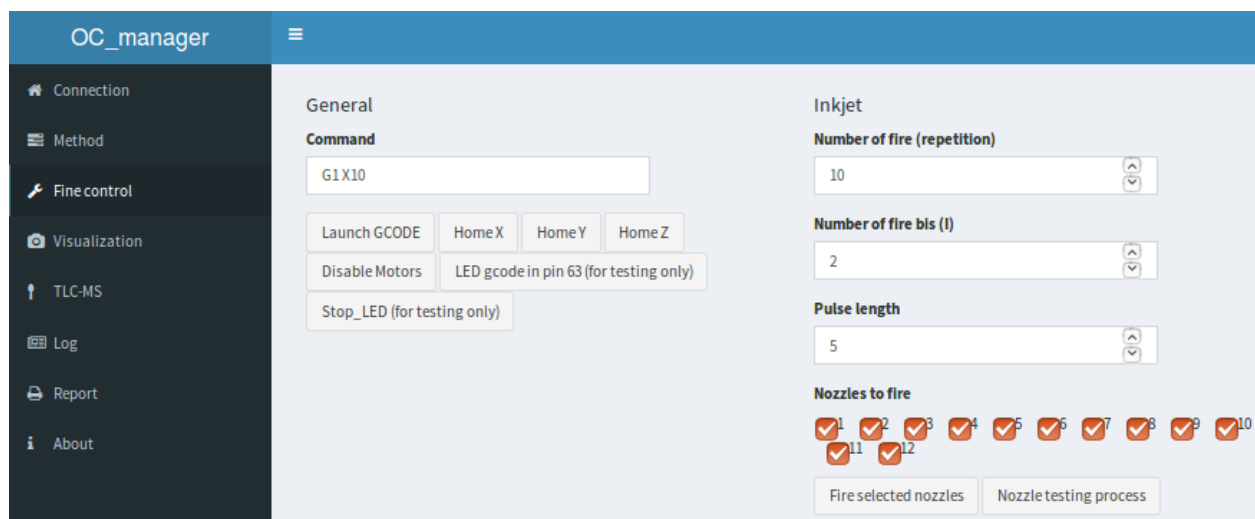 OC_manager
Connection
Method
Fine control
Visualization
TLC-MS
Log
Report
About
General
Command
G1 X10
Launch GCODE Home X Home Y Home Z
Disable Motors LED gcode in pin 63 (for testing only)
Stop_LED (for testing only)
Inkjet
Number of fire (repetition)
10
Number of fire bis (I)
2
Pulse length
5
Nozzles to fire
1 2 3 4 5 6 7 8 9 10
11 12
Fire selected nozzles Nozzle testing process